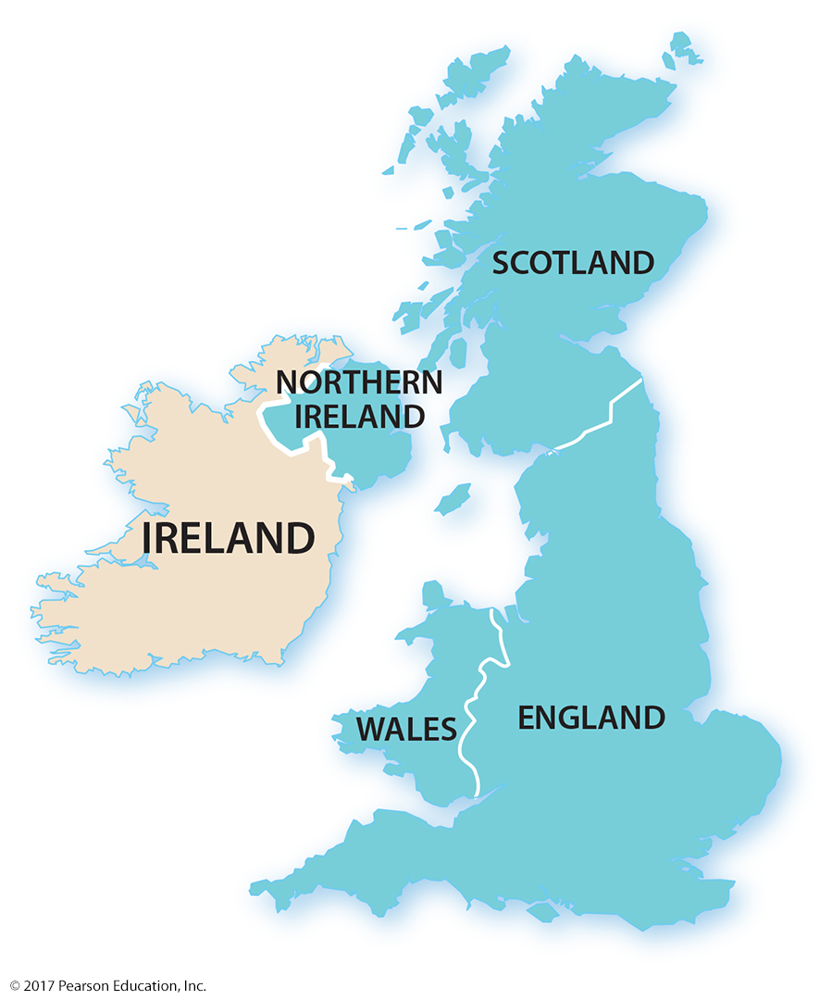 SCOTLAND
NORTHERN
IRELAND
IRELAND
WALES
ENGLAND
© 2017 Pearson Education, Inc.